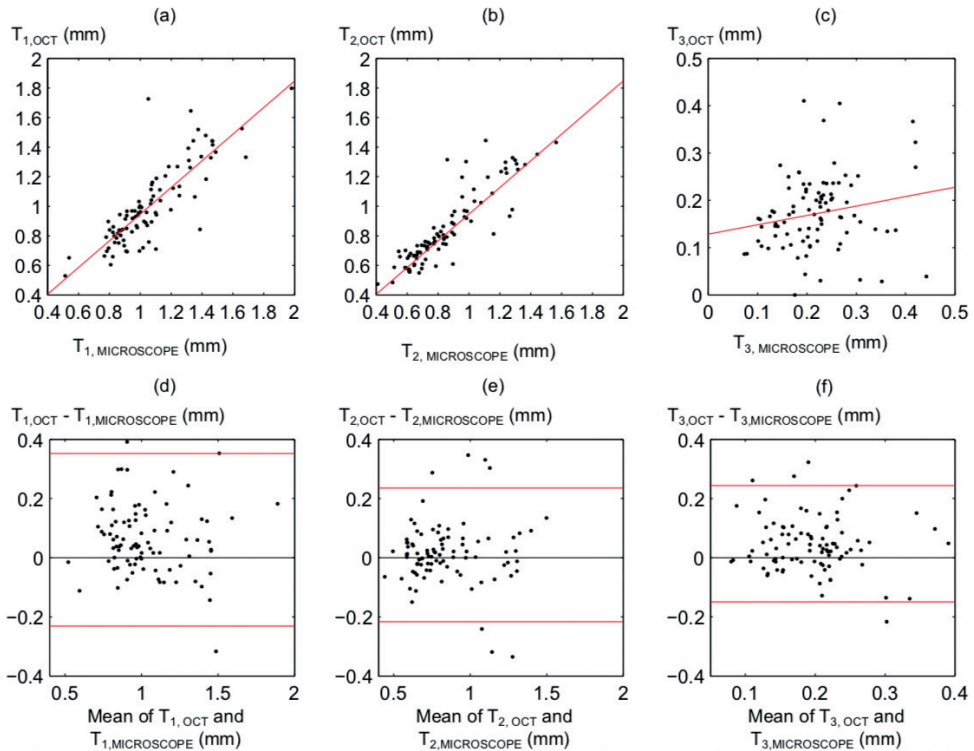 (a) (b) (c)
T1,OCT (mm) T2,OCT (mm) T3,OCT (mm)
2 2 0.5
1.8 1.8 0.4
1.6 1.6
1.4 1.4 0.3
1.2 1.2
1 1 0.2
0.8 0.8 0.1
0.6 0.6
0.4 0.4 0
0.4 0.6 0.8 1 1.2 1.4 1.6 1.8 2 0.4 0.6 0.8 1 1.2 1.4 1.6 1.8 2 0 0.1 0.2 0.3 0.4 0.5
T1, MICROSCOPE (mm) T2, MICROSCOPE (mm) T3, MICROSCOPE (mm)
(d) (e) (f)
T1,OCT - T1,MICROSCOPE (mm) T2,OCT - T2,MICROSCOPE (mm) T3,OCT - T3,MICROSCOPE (mm)
0.4 0.4 0.4
0.2 0.2 0.2
0 0 0
−0.2 −0.2 −0.2
−0.4 −0.4 −0.4
0.5 1 1.5 2 0.5 1 1.5 2 0.1 0.2 0.3 0.4
Mean of T1, OCT and Mean of T2, OCT and Mean of T3, OCT and
T1,MICROSCOPE (mm) T2,MICROSCOPE (mm) T3,MICROSCOPE (mm)